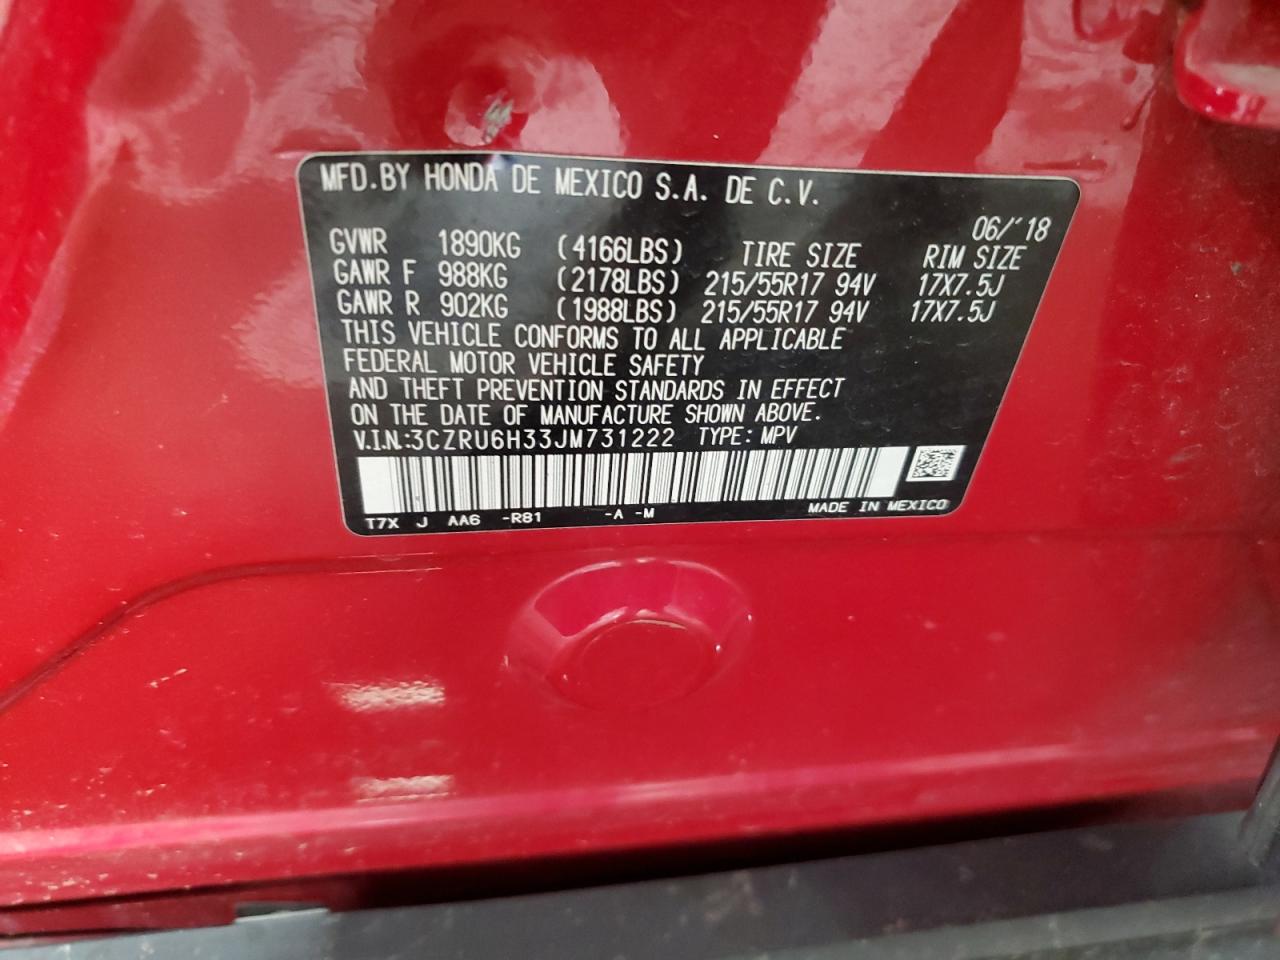 MFD.BY HONDA DE MEXICO S.A. DE C.V.
06/'18
GVWR 1890KG (4166LBS) TIRE SIZE RIM SIZE
GAWR F 988KG (2178LBS) 215/55R17 94V 17X7.5J
GAWR R 902KG (1988LBS) 215/55R17 94V 17X7.5J
THIS VEHICLE CONFORMS TO ALL APPLICABLE
FEDERAL MOTOR VEHICLE SAFETY
AND THEFT PREVENTION STANDARDS IN EFFECT
ON THE DATE OF MANUFACTURE SHOWN ABOVE.
V.I.N.:3CZRU6H33JM731222 TYPE: MPV
T7X J AA6 -R81 -A -M MADE IN MEXICO